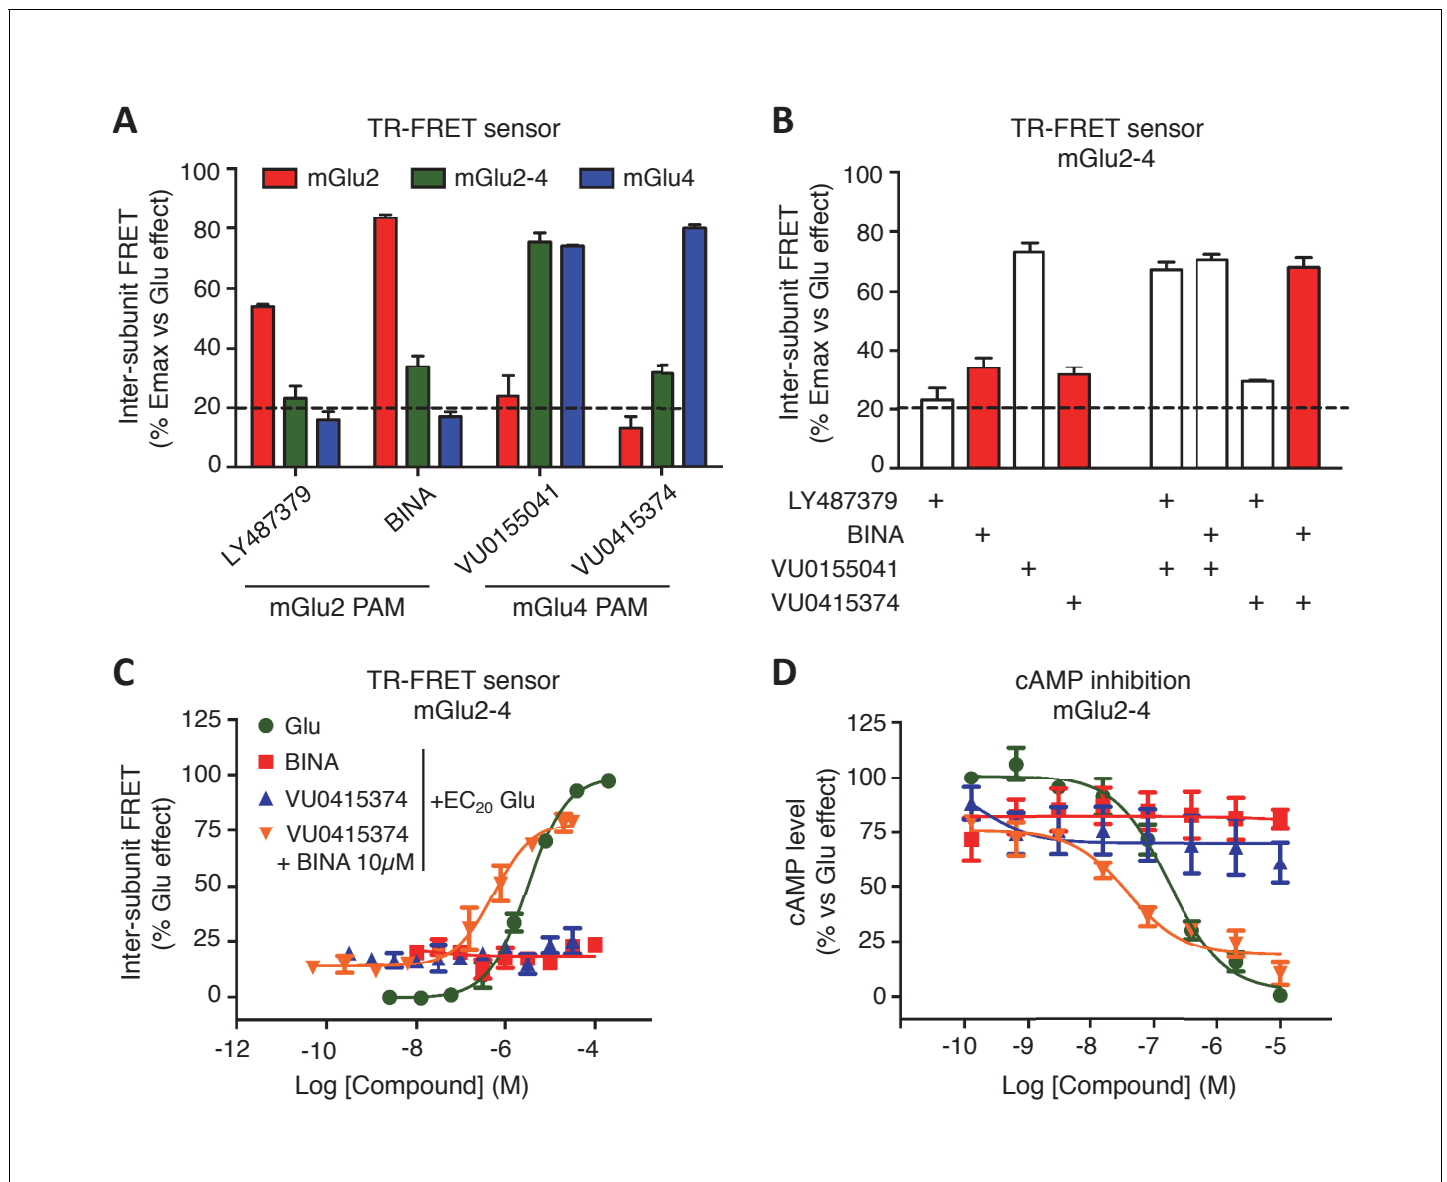 A
TR-FRET sensor
Inter-subunit FRET
(% Emax vs Glu effect)
100
80
60
40
20
0
mGlu2
mGlu2-4
mGlu4
LY487379
BINA
VU0155041
VU0415374
mGlu2 PAM
mGlu4 PAM
B
TR-FRET sensor
mGlu2-4
Inter-subunit FRET
(% Emax vs Glu effect)
100
80
60
40
20
0
LY487379 + + +
BINA + + +
VU0155041 + + +
VU0415374 + + +
C
TR-FRET sensor
mGlu2-4
Inter-subunit FRET
(% Glu effect)
125
100
75
50
25
0
Glu
BINA
VU0415374
VU0415374
+ BINA 10µM
+EC20 Glu
-12 -10 -8 -6 -4
Log [Compound] (M)
D
cAMP inhibition
mGlu2-4
cAMP level
(% vs Glu effect)
125
100
75
50
25
0
-10 -9 -8 -7 -6 -5
Log [Compound] (M)